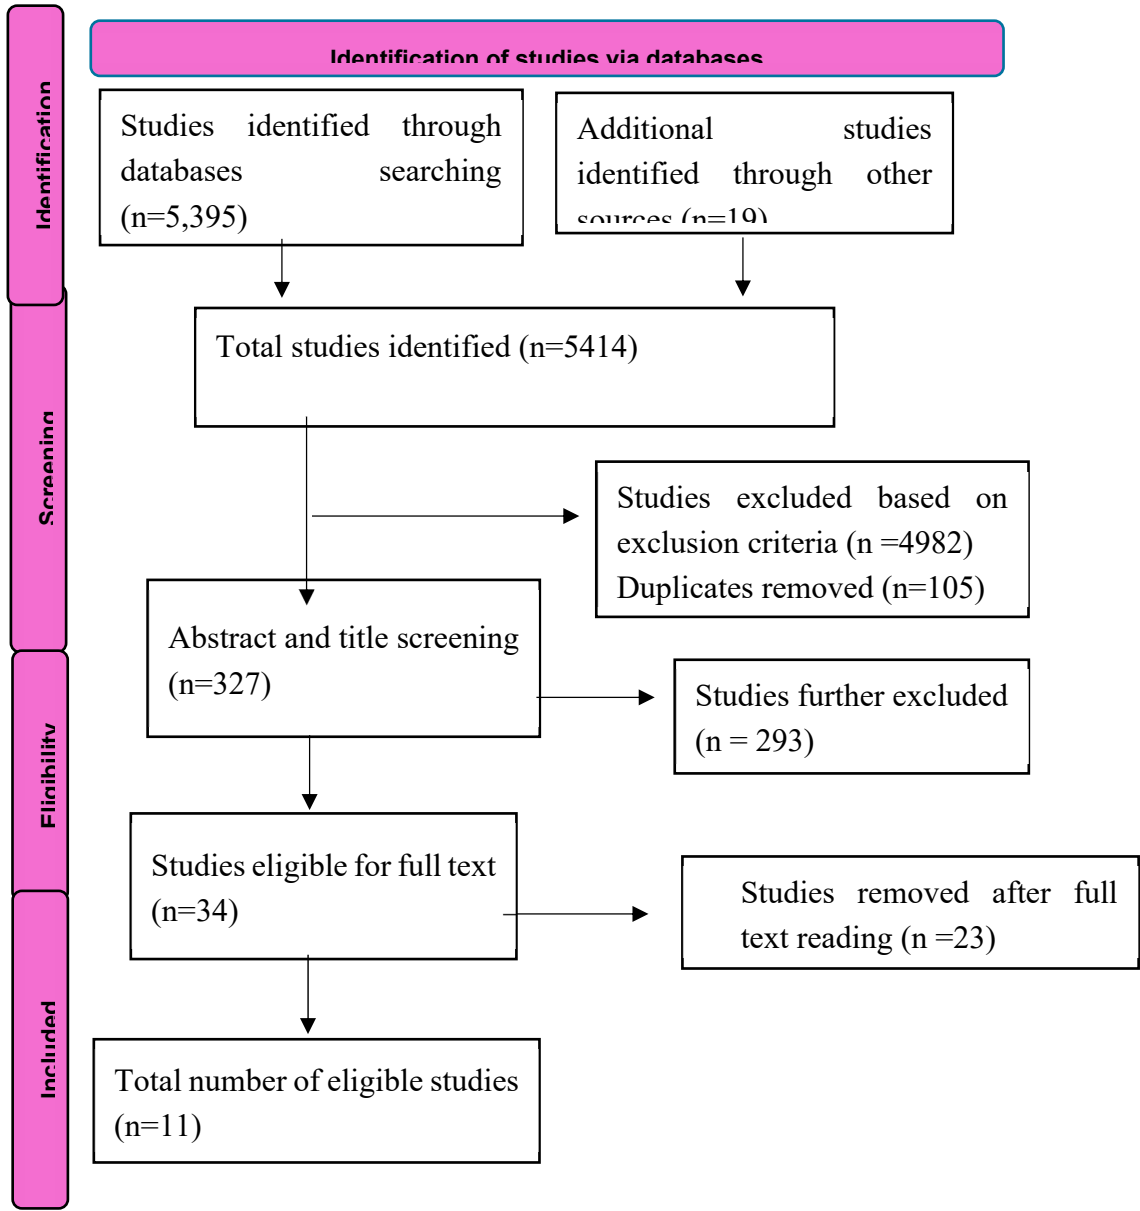 Identification of studies via databases
Identification
Studies identified through
databases searching
(n=5,395)
Additional studies
identified through other
sources (n=19)
Total studies identified (n=5414)
Screening
Studies excluded based on
exclusion criteria (n =4982)
Duplicates removed (n=105)
Abstract and title screening
(n=327)
Studies further excluded
(n = 293)
Eligibility
Studies eligible for full text
(n=34)
Studies removed after full
text reading (n =23)
Included
Total number of eligible studies
(n=11)